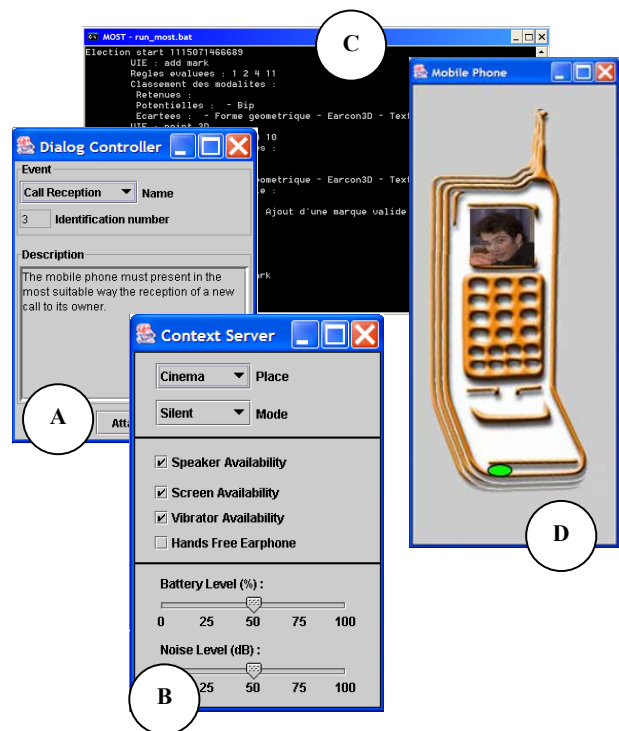 MOST - run_most.bat
C
Election start 1115071466689
UIE : add mark
Regles evaluees : 1 2 4 11
Classement des modalites :
Retenues :
Potentielles : - Bip
Ecartees : - Forme geometrique - Earcon3D - Text
UIE : point 3D
10
es :
ometrique - Earcon3D - Text
le :
Ajout d'une marque valide
rk
Mobile Phone
D
Dialog Controller
Event
Call Reception Name
3 Identification number
Description
The mobile phone must present in the
most suitable way the reception of a new
call to its owner.
A
Atta
Context Server
Cinema Place
Silent Mode
Speaker Availability
Screen Availability
Vibrator Availability
Hands Free Earphone
Battery Level (%) :
0 25 50 75 100
Noise Level (dB) :
25 50 75 100
B